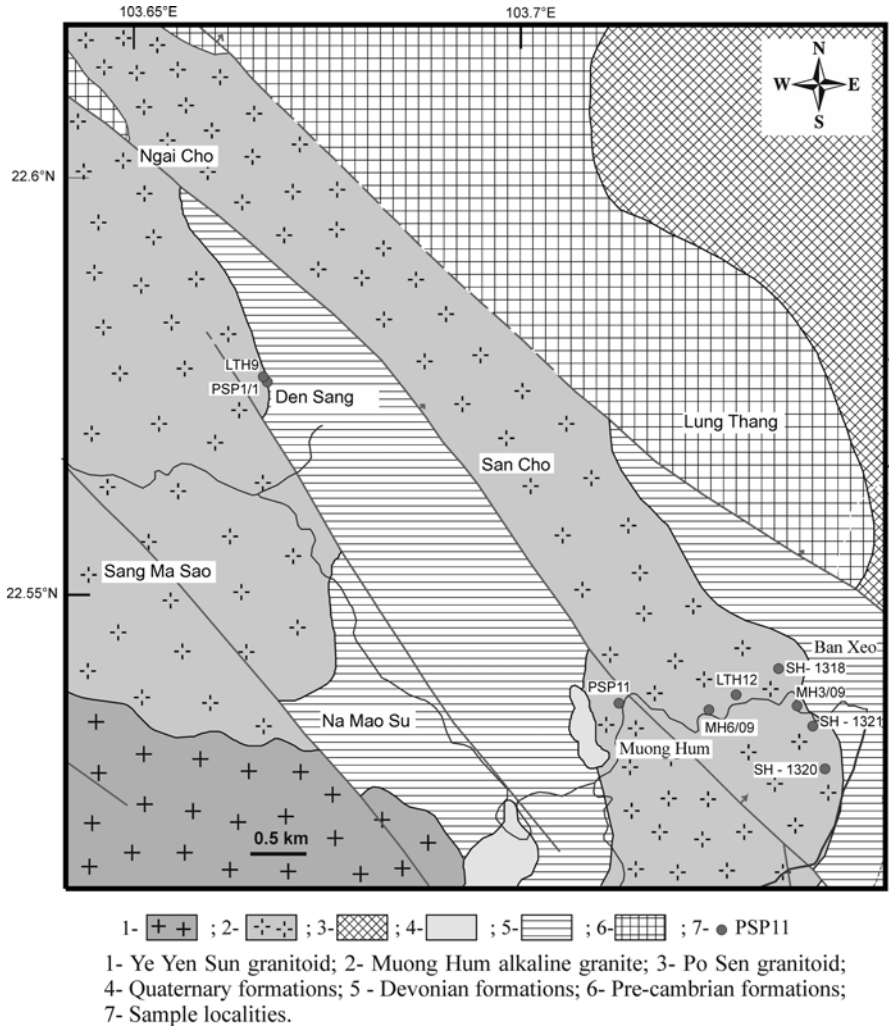 103.65°E
103.7°E
N
W E
S
Ngai Cho
22.6°N
LTH9
PSP1/1
Den Sang
Lung Thang
San Cho
Sang Ma Sao
22.55°N
Ban Xeo
SH- 1318
PSP11
LTH12
MH3/09
Na Mao Su
MH6/09
SH - 1321
Muong Hum
SH - 1320
0.5 km
1- ; 2- ; 3- ; 4- ; 5- ; 6- ; 7- PSP11
1- Ye Yen Sun granitoid; 2- Muong Hum alkaline granite; 3- Po Sen granitoid;
4- Quaternary formations; 5 - Devonian formations; 6- Pre-cambrian formations;
7- Sample localities.